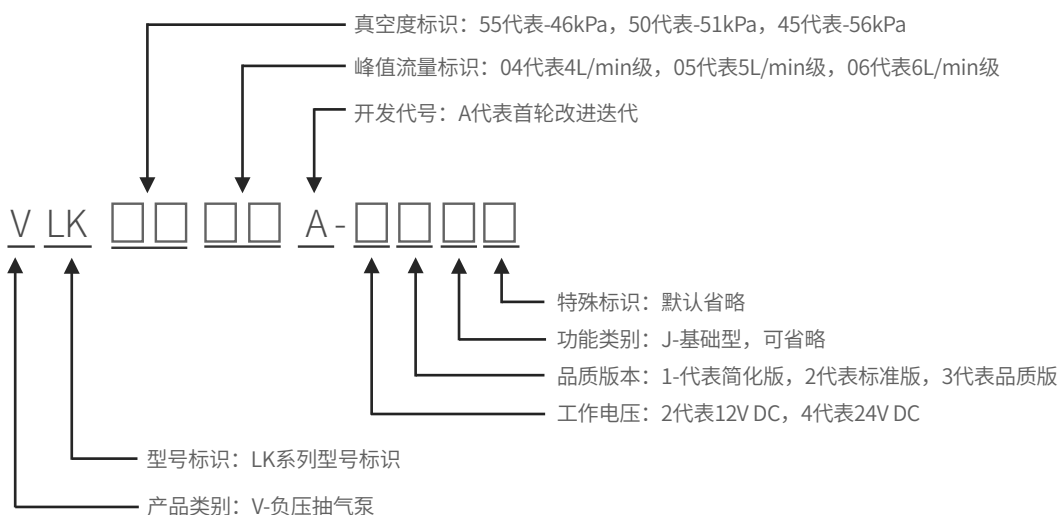 真空度标识：55代表-46kPa，50代表-51kPa，45代表-56kPa
峰值流量标识：04代表4L/min级，05代表5L/min级，06代表6L/min级
开发代号：A代表首轮改进迭代
V LK □□ □□ A-□□□□
特殊标识：默认省略
功能类别：J-基础型，可省略
品质版本：1-代表简化版，2代表标准版，3代表品质版
工作电压：2代表12V DC，4代表24V DC
型号标识：LK系列型号标识
产品类别：V-负压抽气泵